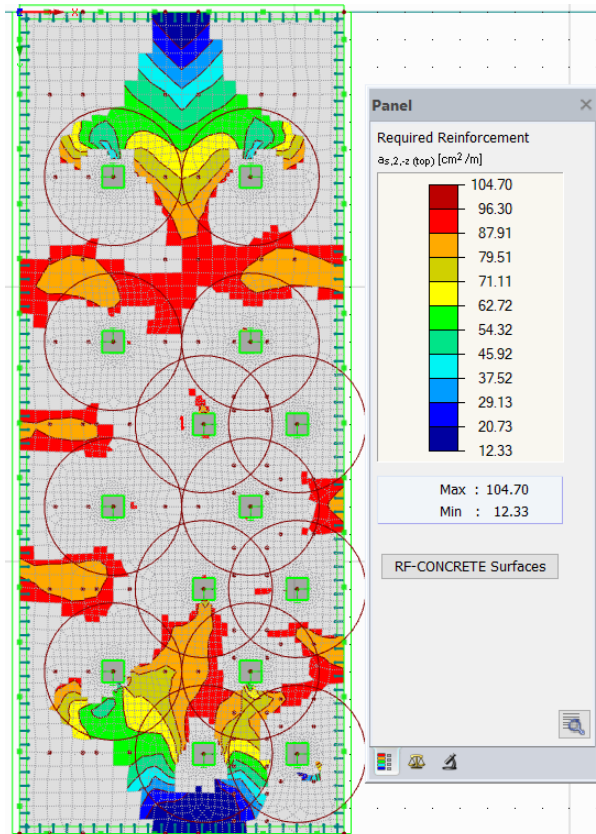 X
Panel
Required Reinforcement
as,2,-z (top) [cm²/m]
104.70
96.30
87.91
79.51
71.11
62.72
54.32
45.92
37.52
29.13
20.73
12.33
Max : 104.70
Min : 12.33
RF-CONCRETE Surfaces